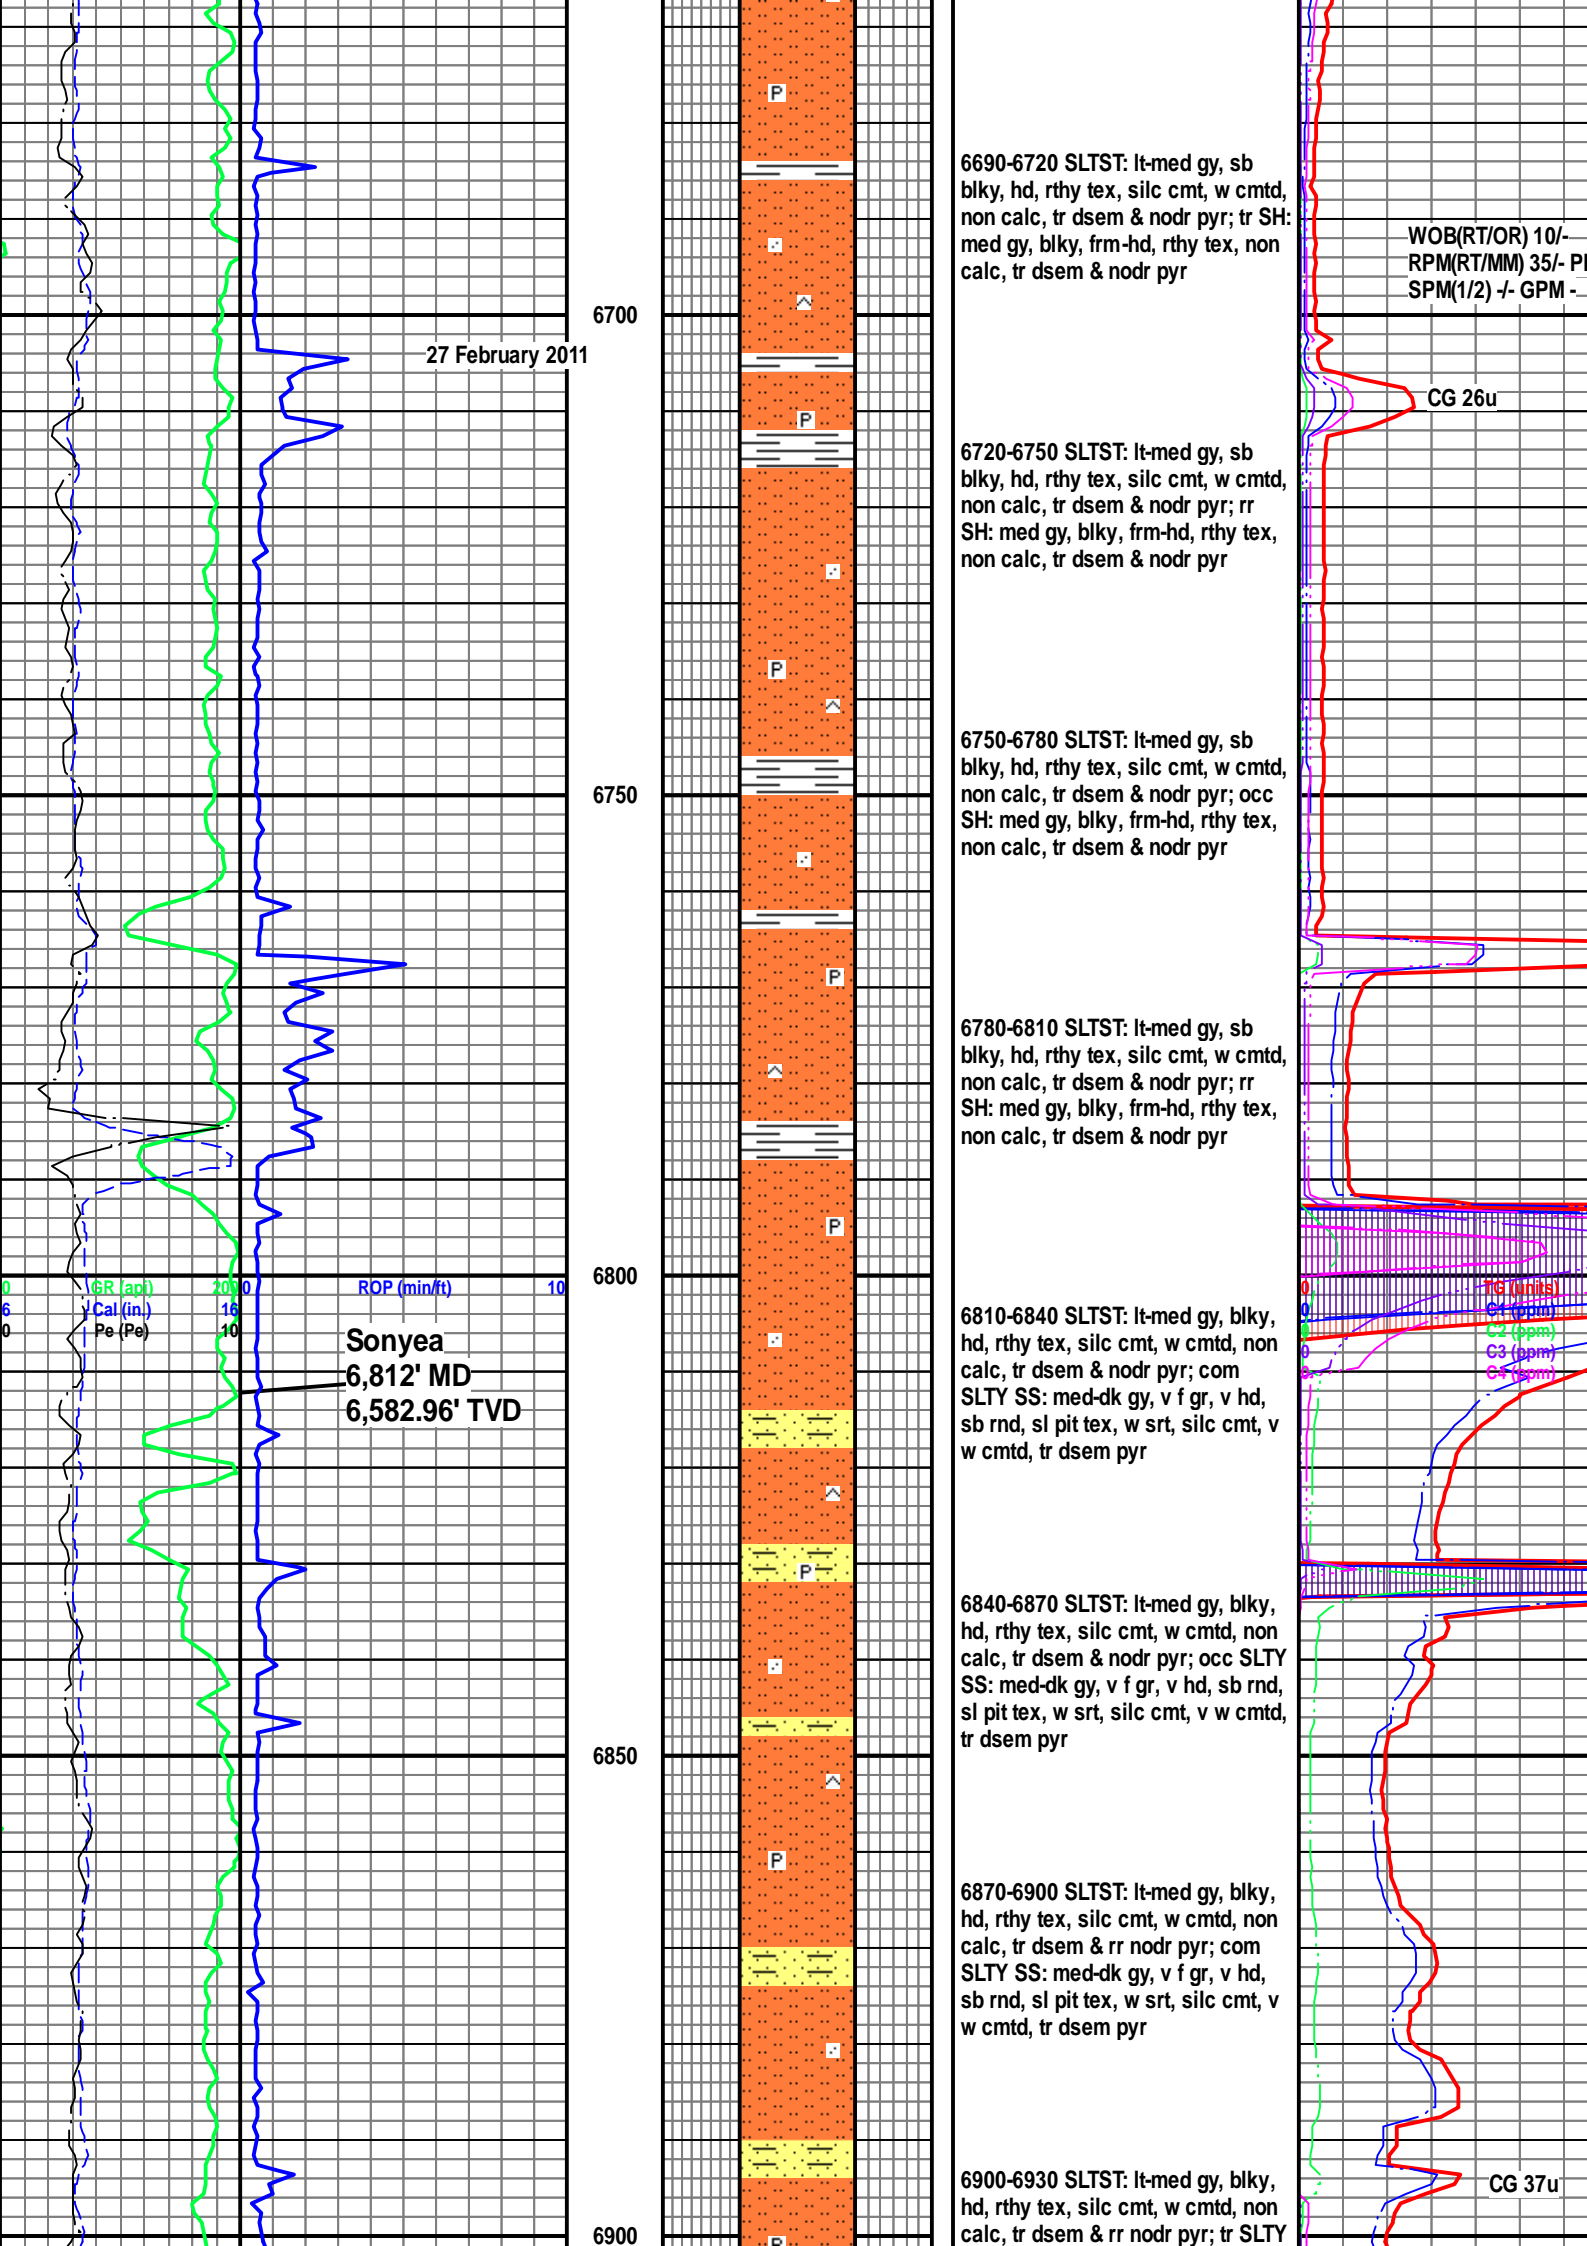 6690-6720 SLTST: lt-med gy, sb
blky, hd, rthy tex, silc cmt, w cmtd,
non calc, tr dsem & nodr pyr; tr SH:
med gy, blky, frm-hd, rthy tex, non
calc, tr dsem & nodr pyr
WOB(RT/OR) 10/-
RPM(RT/MM) 35/-
SPM(1/2) -/- GPM -
6700
27 February 2011
CG 26u
6720-6750 SLTST: lt-med gy, sb
blky, hd, rthy tex, silc cmt, w cmtd,
non calc, tr dsem & nodr pyr; rr
SH: med gy, blky, frm-hd, rthy tex,
non calc, tr dsem & nodr pyr
6750-6780 SLTST: lt-med gy, sb
blky, hd, rthy tex, silc cmt, w cmtd,
non calc, tr dsem & nodr pyr; occ
SH: med gy, blky, frm-hd, rthy tex,
non calc, tr dsem & nodr pyr
6750
6780-6810 SLTST: lt-med gy, sb
blky, hd, rthy tex, silc cmt, w cmtd,
non calc, tr dsem & nodr pyr; rr
SH: med gy, blky, frm-hd, rthy tex,
non calc, tr dsem & nodr pyr
6800
0 GR (api) 200
6 Cal (in.) 16
0 Pe (Pe) 10
0 ROP (min/ft) 10
0 TG (units)
0 C1 (ppm)
0 C2 (ppm)
0 C3 (ppm)
0 C4 (ppm)
Sonyea
6,812' MD
6,582.96' TVD
6810-6840 SLTST: lt-med gy, blky,
hd, rthy tex, silc cmt, w cmtd, non
calc, tr dsem & nodr pyr; com
SLTY SS: med-dk gy, v f gr, v hd,
sb rnd, sl pit tex, w srt, silc cmt, v
w cmtd, tr dsem pyr
6840-6870 SLTST: lt-med gy, blky,
hd, rthy tex, silc cmt, w cmtd, non
calc, tr dsem & nodr pyr; occ SLTY
SS: med-dk gy, v f gr, v hd, sb rnd,
sl pit tex, w srt, silc cmt, v w cmtd,
tr dsem pyr
6850
6870-6900 SLTST: lt-med gy, blky,
hd, rthy tex, silc cmt, w cmtd, non
calc, tr dsem & rr nodr pyr; com
SLTY SS: med-dk gy, v f gr, v hd,
sb rnd, sl pit tex, w srt, silc cmt, v
w cmtd, tr dsem pyr
CG 37u
6900-6930 SLTST: lt-med gy, blky,
hd, rthy tex, silc cmt, w cmtd, non
calc, tr dsem & rr nodr pyr; tr SLTY
6900
P
P
P
P
P
P
P
P